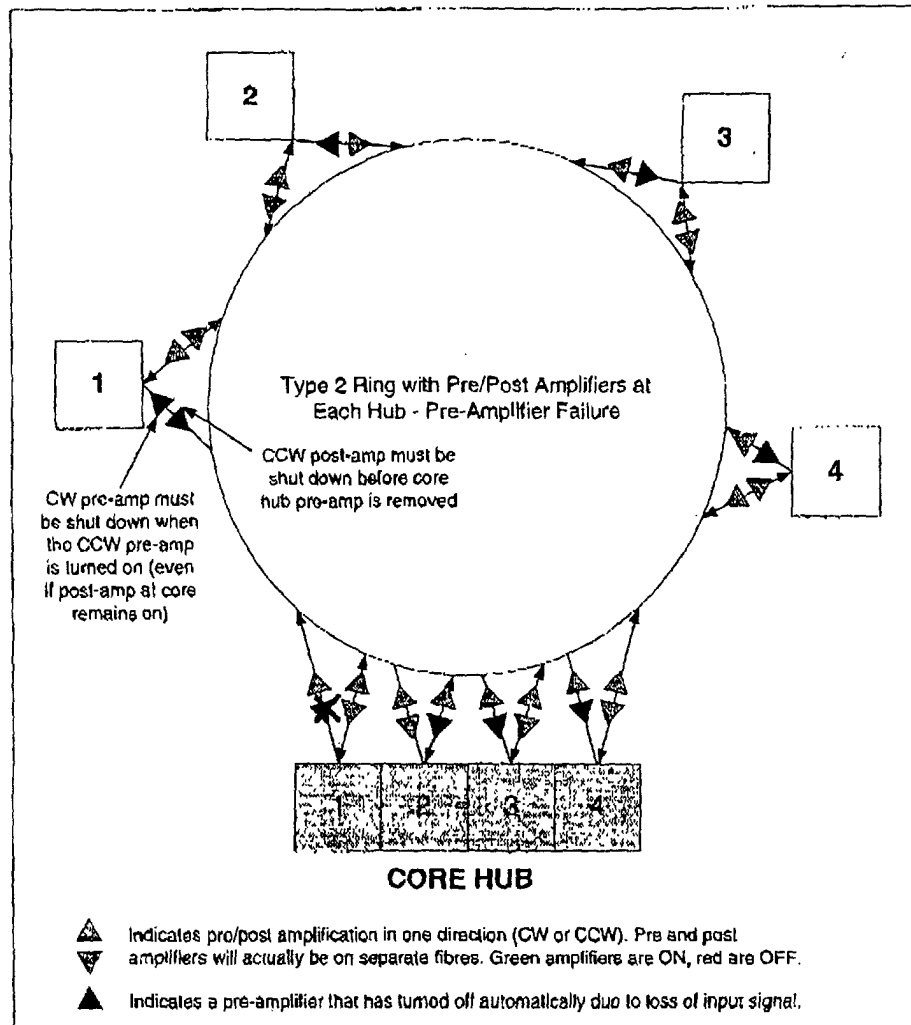 2
3
1
4
Type 2 Ring with Pre/Post Amplifiers at
Each Hub - Pre-Amplifier Failure
CCW post-amp must be
shut down before core
hub pre-amp is removed
CW pre-amp must
be shut down when
tho CCW pre-amp
is turned on (even
if post-amp at core
remains on)
1 2 3 4
CORE HUB
Indicates pro/post amplification in one direction (CW or CCW). Pre and post
amplifiers will actually be on separate fibres. Green amplifiers are ON, red are OFF.
Indicates a pre-amplifier that has turned off automatically due to loss of input signal.